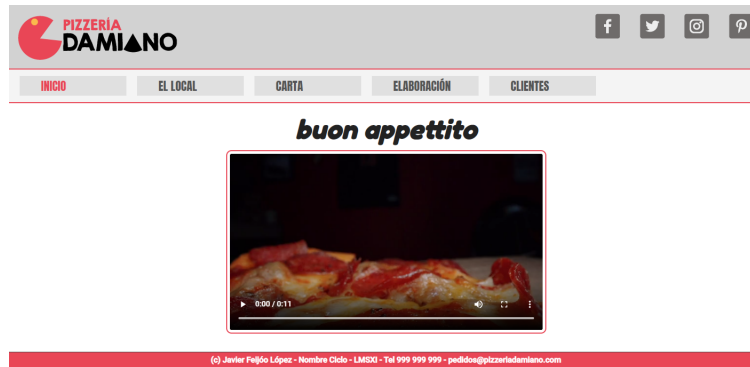 PIZZERÍA
DAMIANO
INICIO
EL LOCAL
CARTA
ELABORACIÓN
CLIENTES
buon appettito
0:00 / 0:11
(c) Javier Feijóo López - Nombre Ciclo - LMSXI - Tel 999 999 999 - pedidos@pizzeriadamiano.com